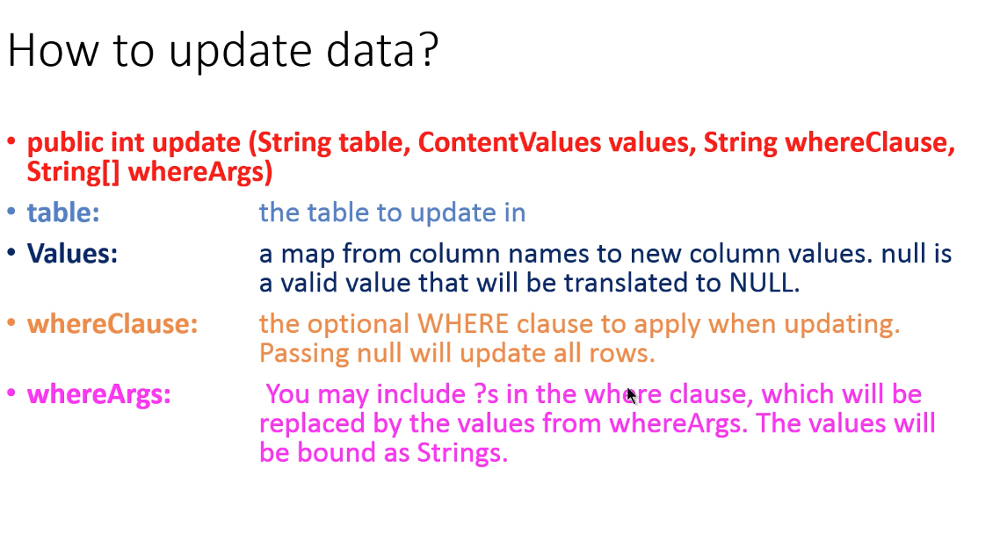 How to update data?
• public int update (String table, ContentValues values, String whereClause,
String[] whereArgs)
• table: the table to update in
• Values: a map from column names to new column values. null is
a valid value that will be translated to NULL.
• whereClause: the optional WHERE clause to apply when updating.
Passing null will update all rows.
• whereArgs: You may include ?s in the where clause, which will be
replaced by the values from whereArgs. The values will
be bound as Strings.